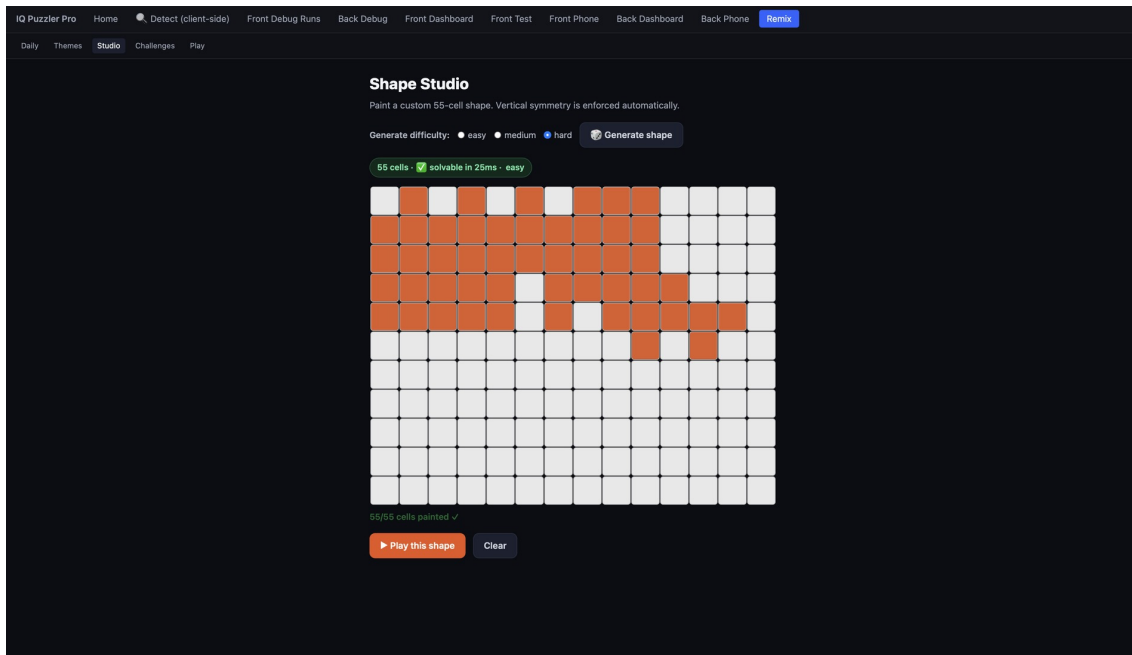 IQ Puzzler Pro Home 🔍 Detect (client-side) Front Debug Runs Back Debug Front Dashboard Front Test Front Phone Back Dashboard Back Phone Remix
Daily Themes Studio Challenges Play
Shape Studio
Paint a custom 55-cell shape. Vertical symmetry is enforced automatically.
Generate difficulty: easy medium hard 🎲 Generate shape
55 cells · ✅ solvable in 25ms · easy
55/55 cells painted ✓
▶ Play this shape Clear